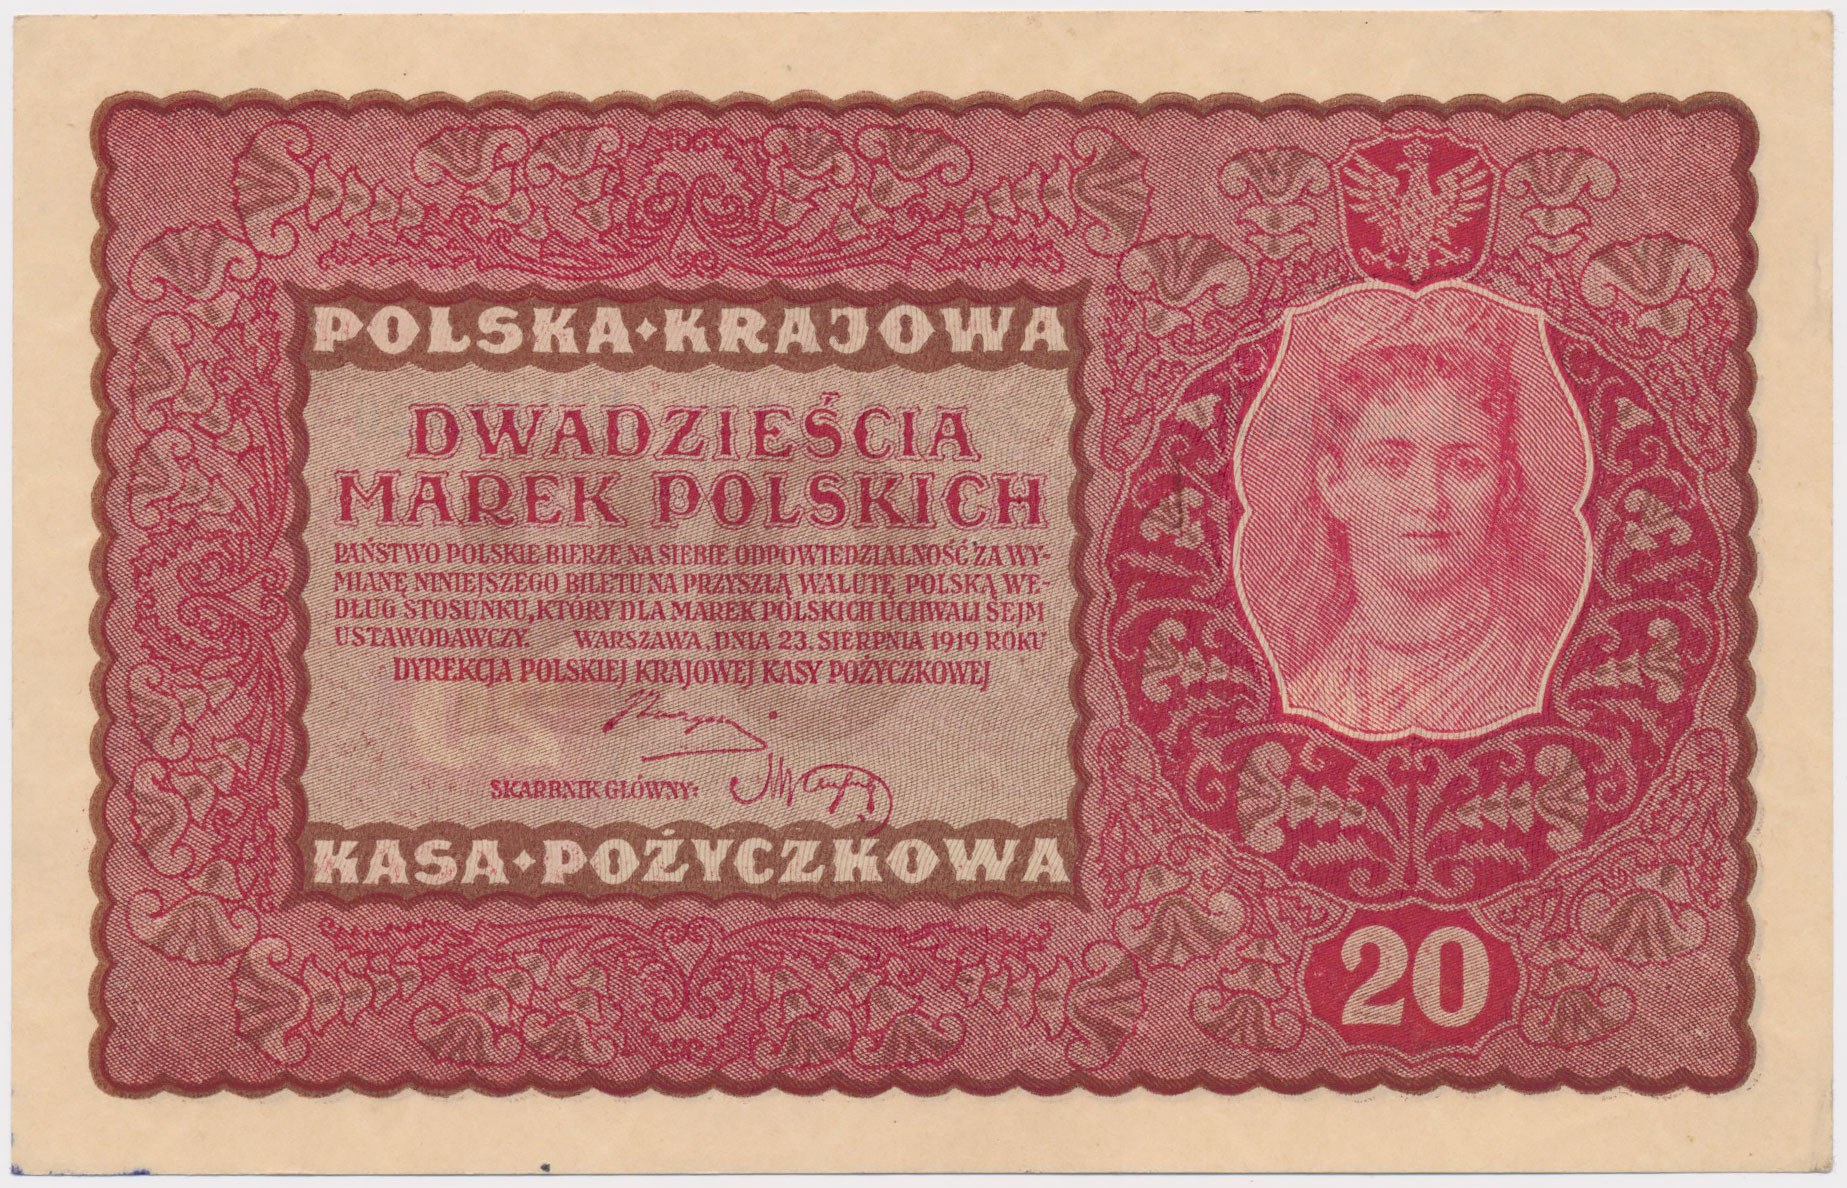 POLSKA·KRAJOWA
DWADZIEŚCIA
MAREK POLSKICH
PAŃSTWO POLSKIE BIERZE NA SIEBIE ODPOWIEDZIALNOŚĆ ZA WY-
MIANĘ NINIEJSZEGO BILETU NA PRZYSZŁĄ WALUTĘ POLSKĄ WE-
DŁUG STOSUNKU, KTÓRY DLA MAREK POLSKICH UCHWALI SEJM
USTAWODAWCZY. WARSZAWA, DNIA 23. SIERPNIA 1919 ROKU
DYREKCJA POLSKIEJ KRAJOWEJ KASY POŻYCZKOWEJ
SKARBNIK GŁÓWNY:
KASA·POŻYCZKOWA
20